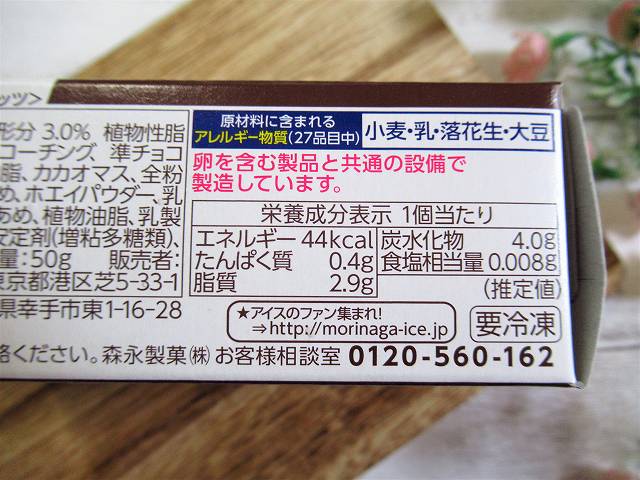 ッツ>
形分 3.0% 植物性脂
コーチング、準チョコ
脂、カカオマス、全粉
め、ホエイパウダー、乳
あめ、植物油脂、乳製
安定剤(増粘多糖類)、
量:50g 販売者:
東京都港区芝5-33-1
県幸手市東1-16-28
原材料に含まれる
アレルギー物質(27品目中)
小麦・乳・落花生・大豆
卵を含む製品と共通の設備で
製造しています。
栄養成分表示 1個当たり
エネルギー 44kcal
たんぱく質 0.4g
脂質 2.9g
炭水化物 4.0g
食塩相当量 0.008g
(推定値)
★アイスのファン集まれ!
⇒http://morinaga-ice.jp/
要冷凍
絡ください。森永製菓㈱ お客様相談室 0120-560-162